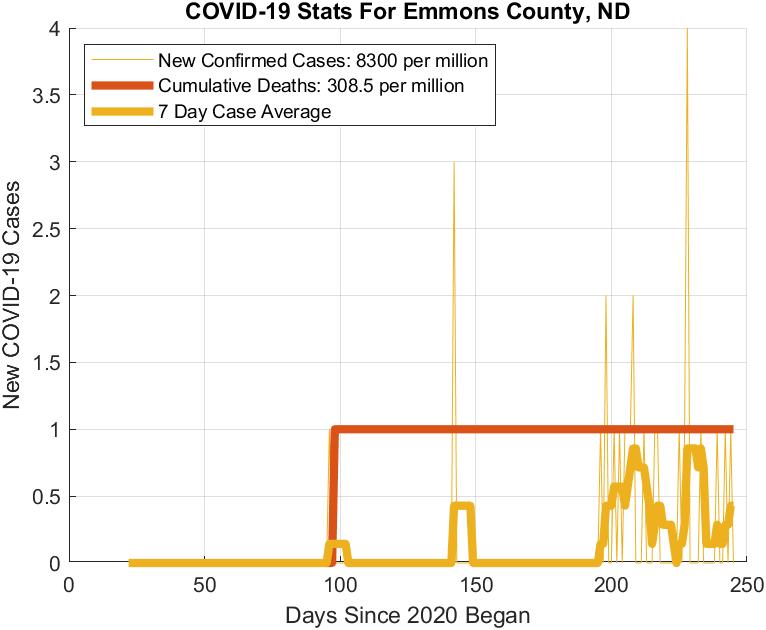 COVID-19 Stats For Emmons County, ND
New Confirmed Cases: 8300 per million
Cumulative Deaths: 308.5 per million
7 Day Case Average
New COVID-19 Cases
4
3.5
3
2.5
2
1.5
1
0.5
0
0 50 100 150 200 250
Days Since 2020 Began